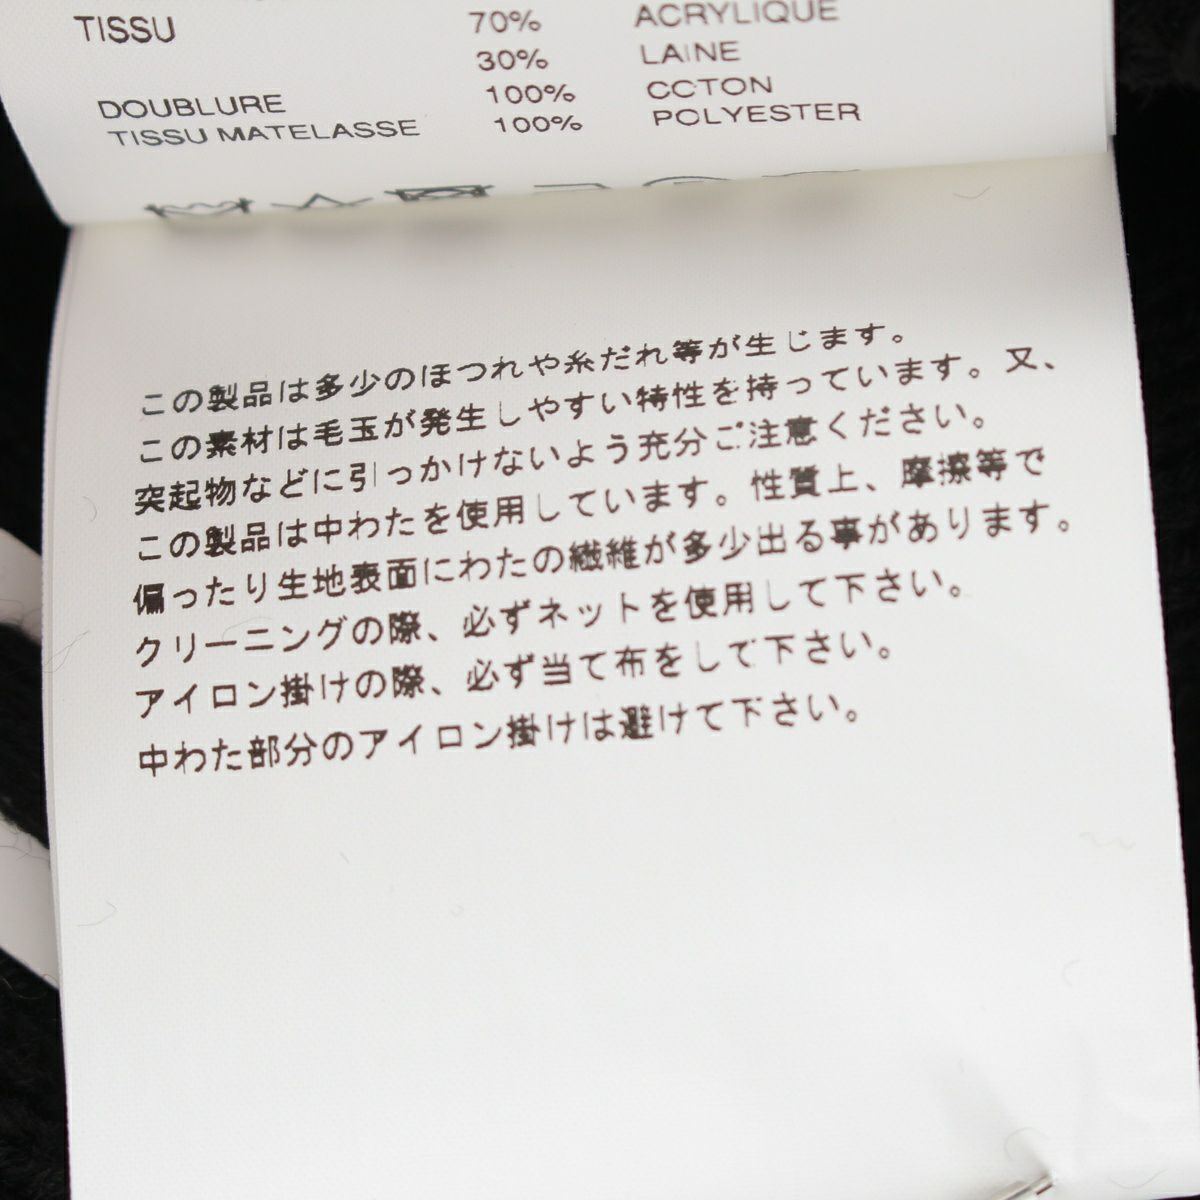 TISSU 70% ACRYLIQUE
30% LAINE
DOUBLURE 100% COTON
TISSU MATELASSE 100% POLYESTER
この製品は多少のほつれや糸だれ等が生じます。
この素材は毛玉が発生しやすい特性を持っています。又、
突起物などに引っかけないよう充分ご注意ください。
この製品は中わたを使用しています。性質上、摩擦等で
偏ったり生地表面にわたの繊維が多少出る事があります。
クリーニングの際、必ずネットを使用して下さい。
アイロン掛けの際、必ず当て布をして下さい。
中わた部分のアイロン掛けは避けて下さい。